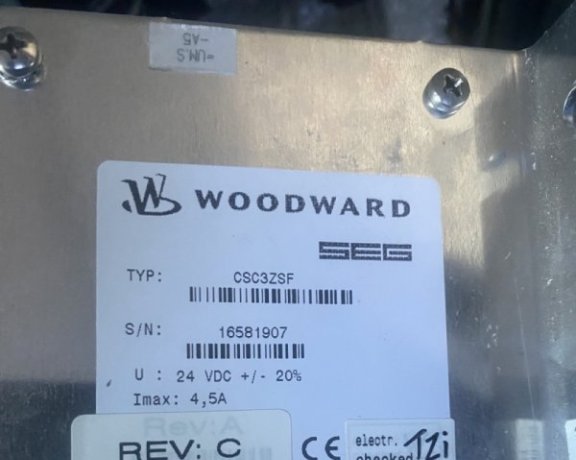 =UM.S
-A5
WOODWARD
SEG
TYP: CSC3ZSF
S/N: 16581907
U : 24 VDC +/- 20%
Imax: 4,5A
Rev:A
REV: C
CE
electr.
checked